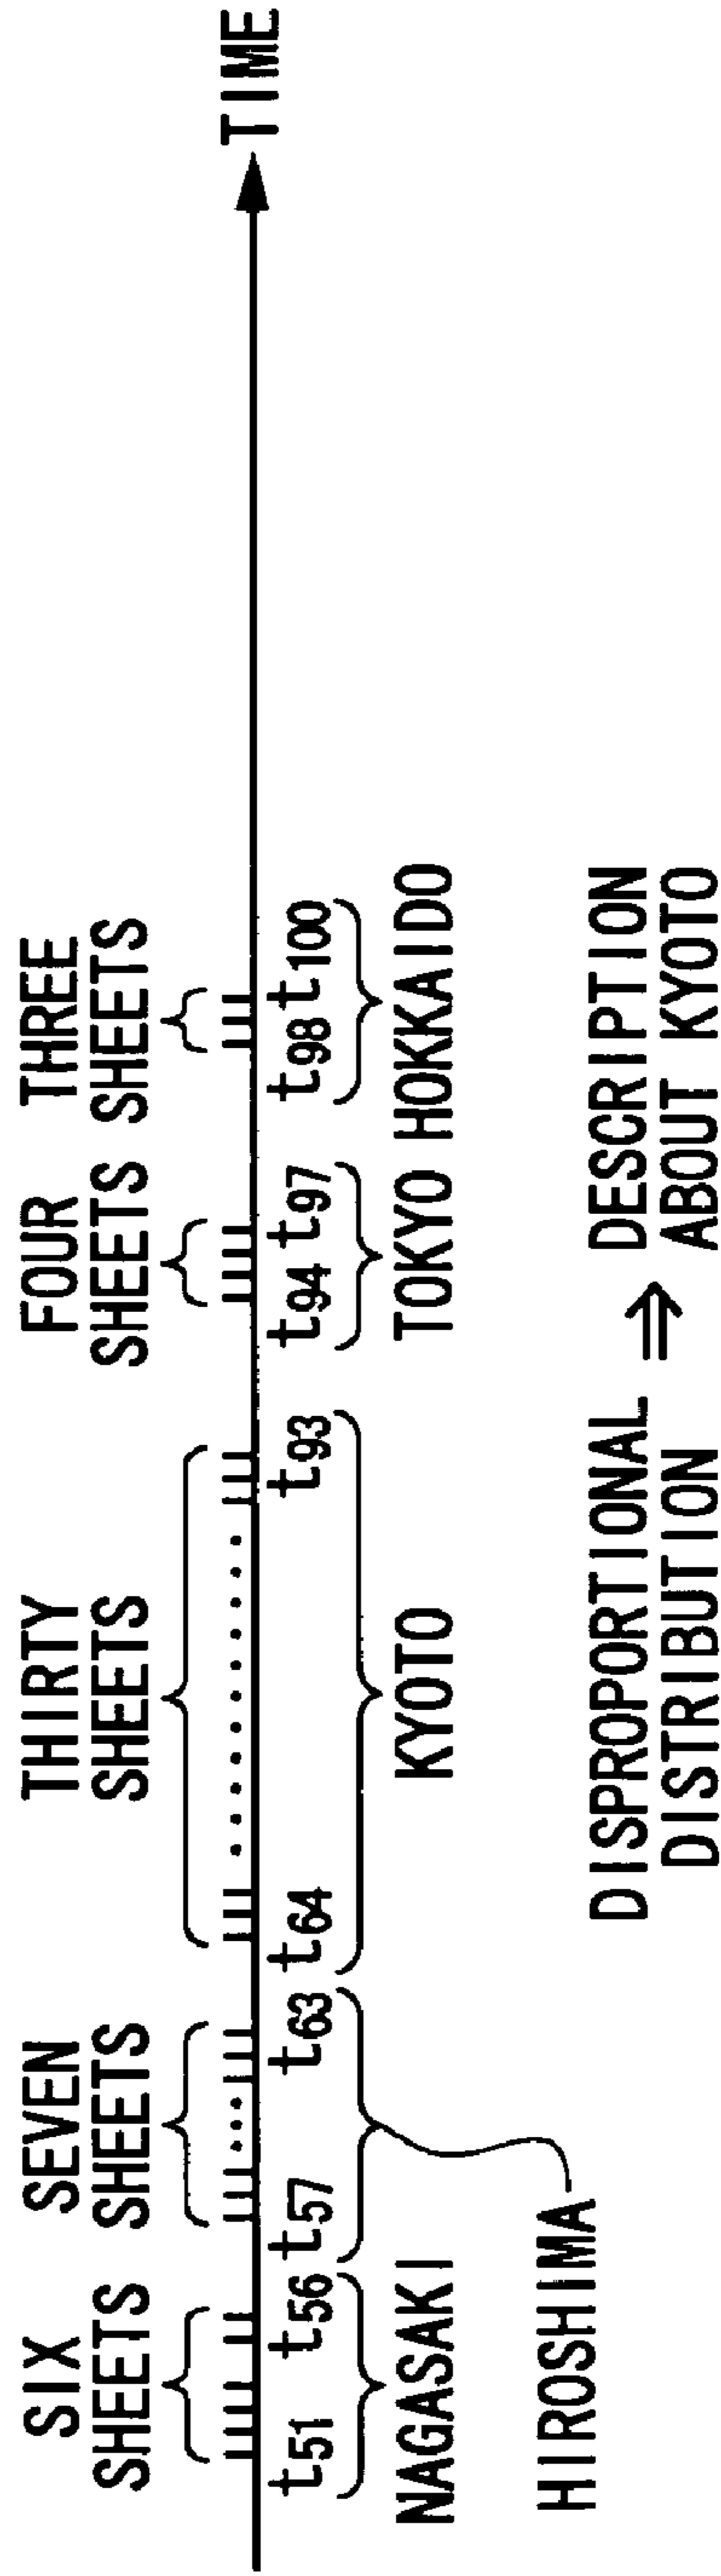 SIX
SHEETS
SEVEN
SHEETS
THIRTY
SHEETS
FOUR
SHEETS
THREE
SHEETS
TIME
t51 t56
t57 t63
t64 t93
t94 t97
t98 t100
NAGASAKI
KYOTO
TOKYO
HOKKAIDO
HIROSHIMA
DISPROPORTIONAL
DISTRIBUTION
⇒
DESCRIPTION
ABOUT KYOTO